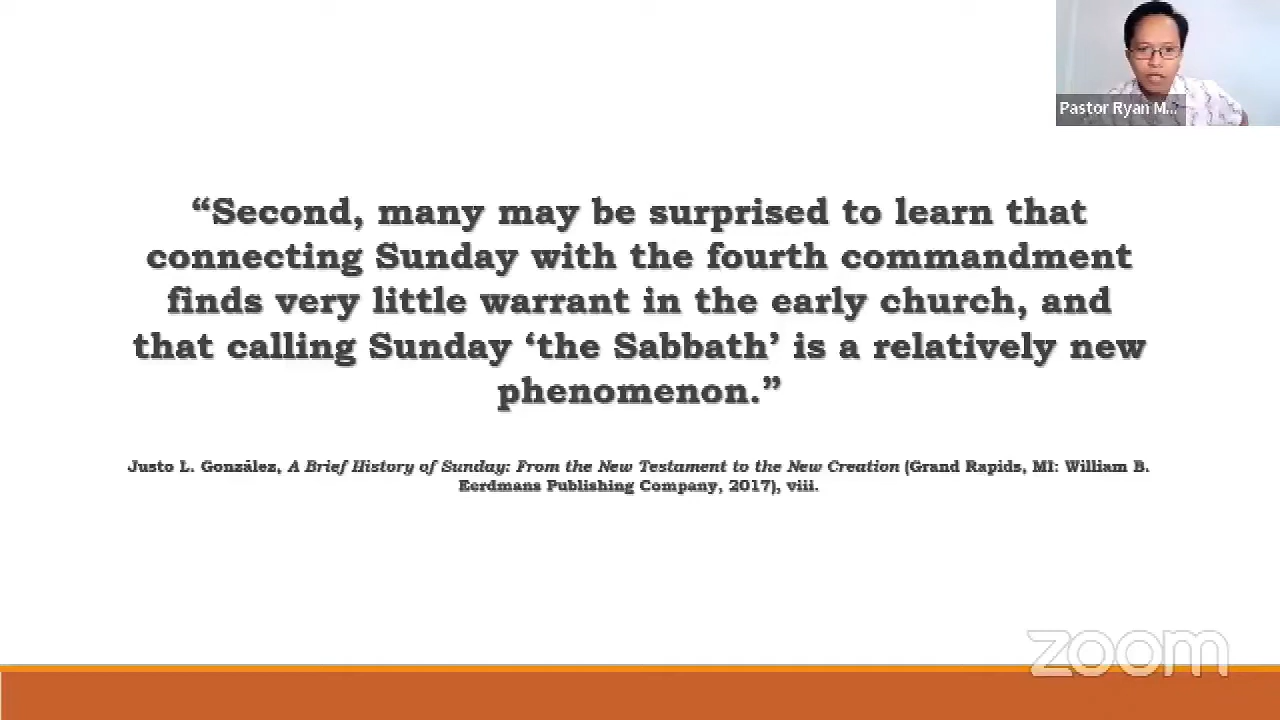 Pastor Ryan M...
“Second, many may be surprised to learn that
connecting Sunday with the fourth commandment
finds very little warrant in the early church, and
that calling Sunday ‘the Sabbath’ is a relatively new
phenomenon.”
Justo L. González, A Brief History of Sunday: From the New Testament to the New Creation (Grand Rapids, MI: William B.
Eerdmans Publishing Company, 2017), viii.
zoom